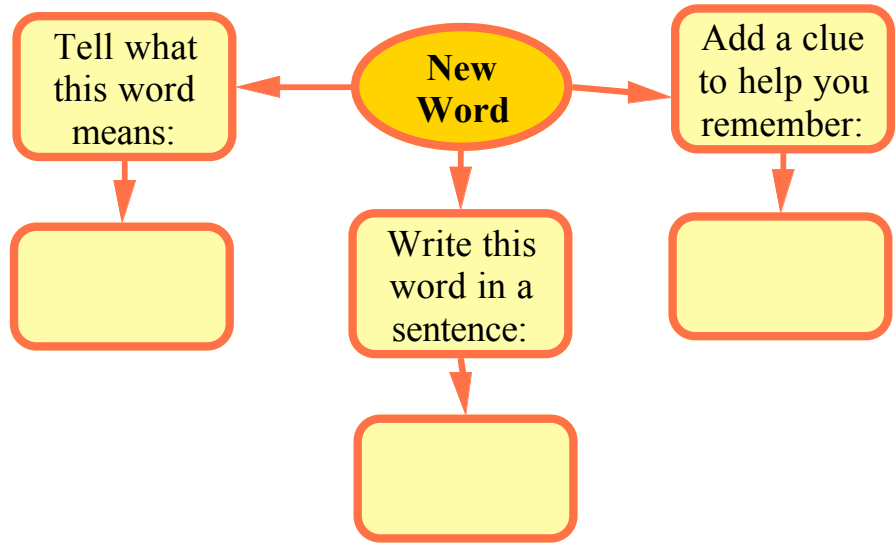 Tell what
this word
means:
New
Word
Add a clue
to help you
remember:
Write this
word in a
sentence: